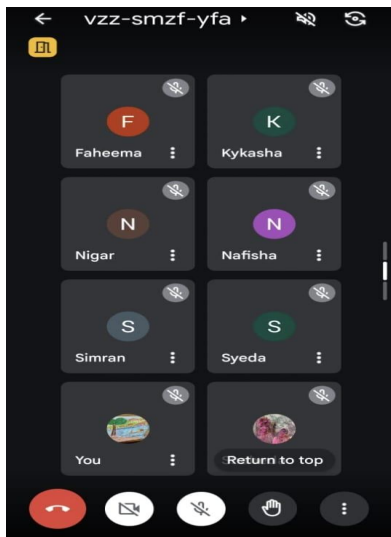 vzz-smzf-yfa
F
K
Faheema
Kykasha
N
N
Nigar
Nafisha
S
S
Simran
Syeda
You
Return to top